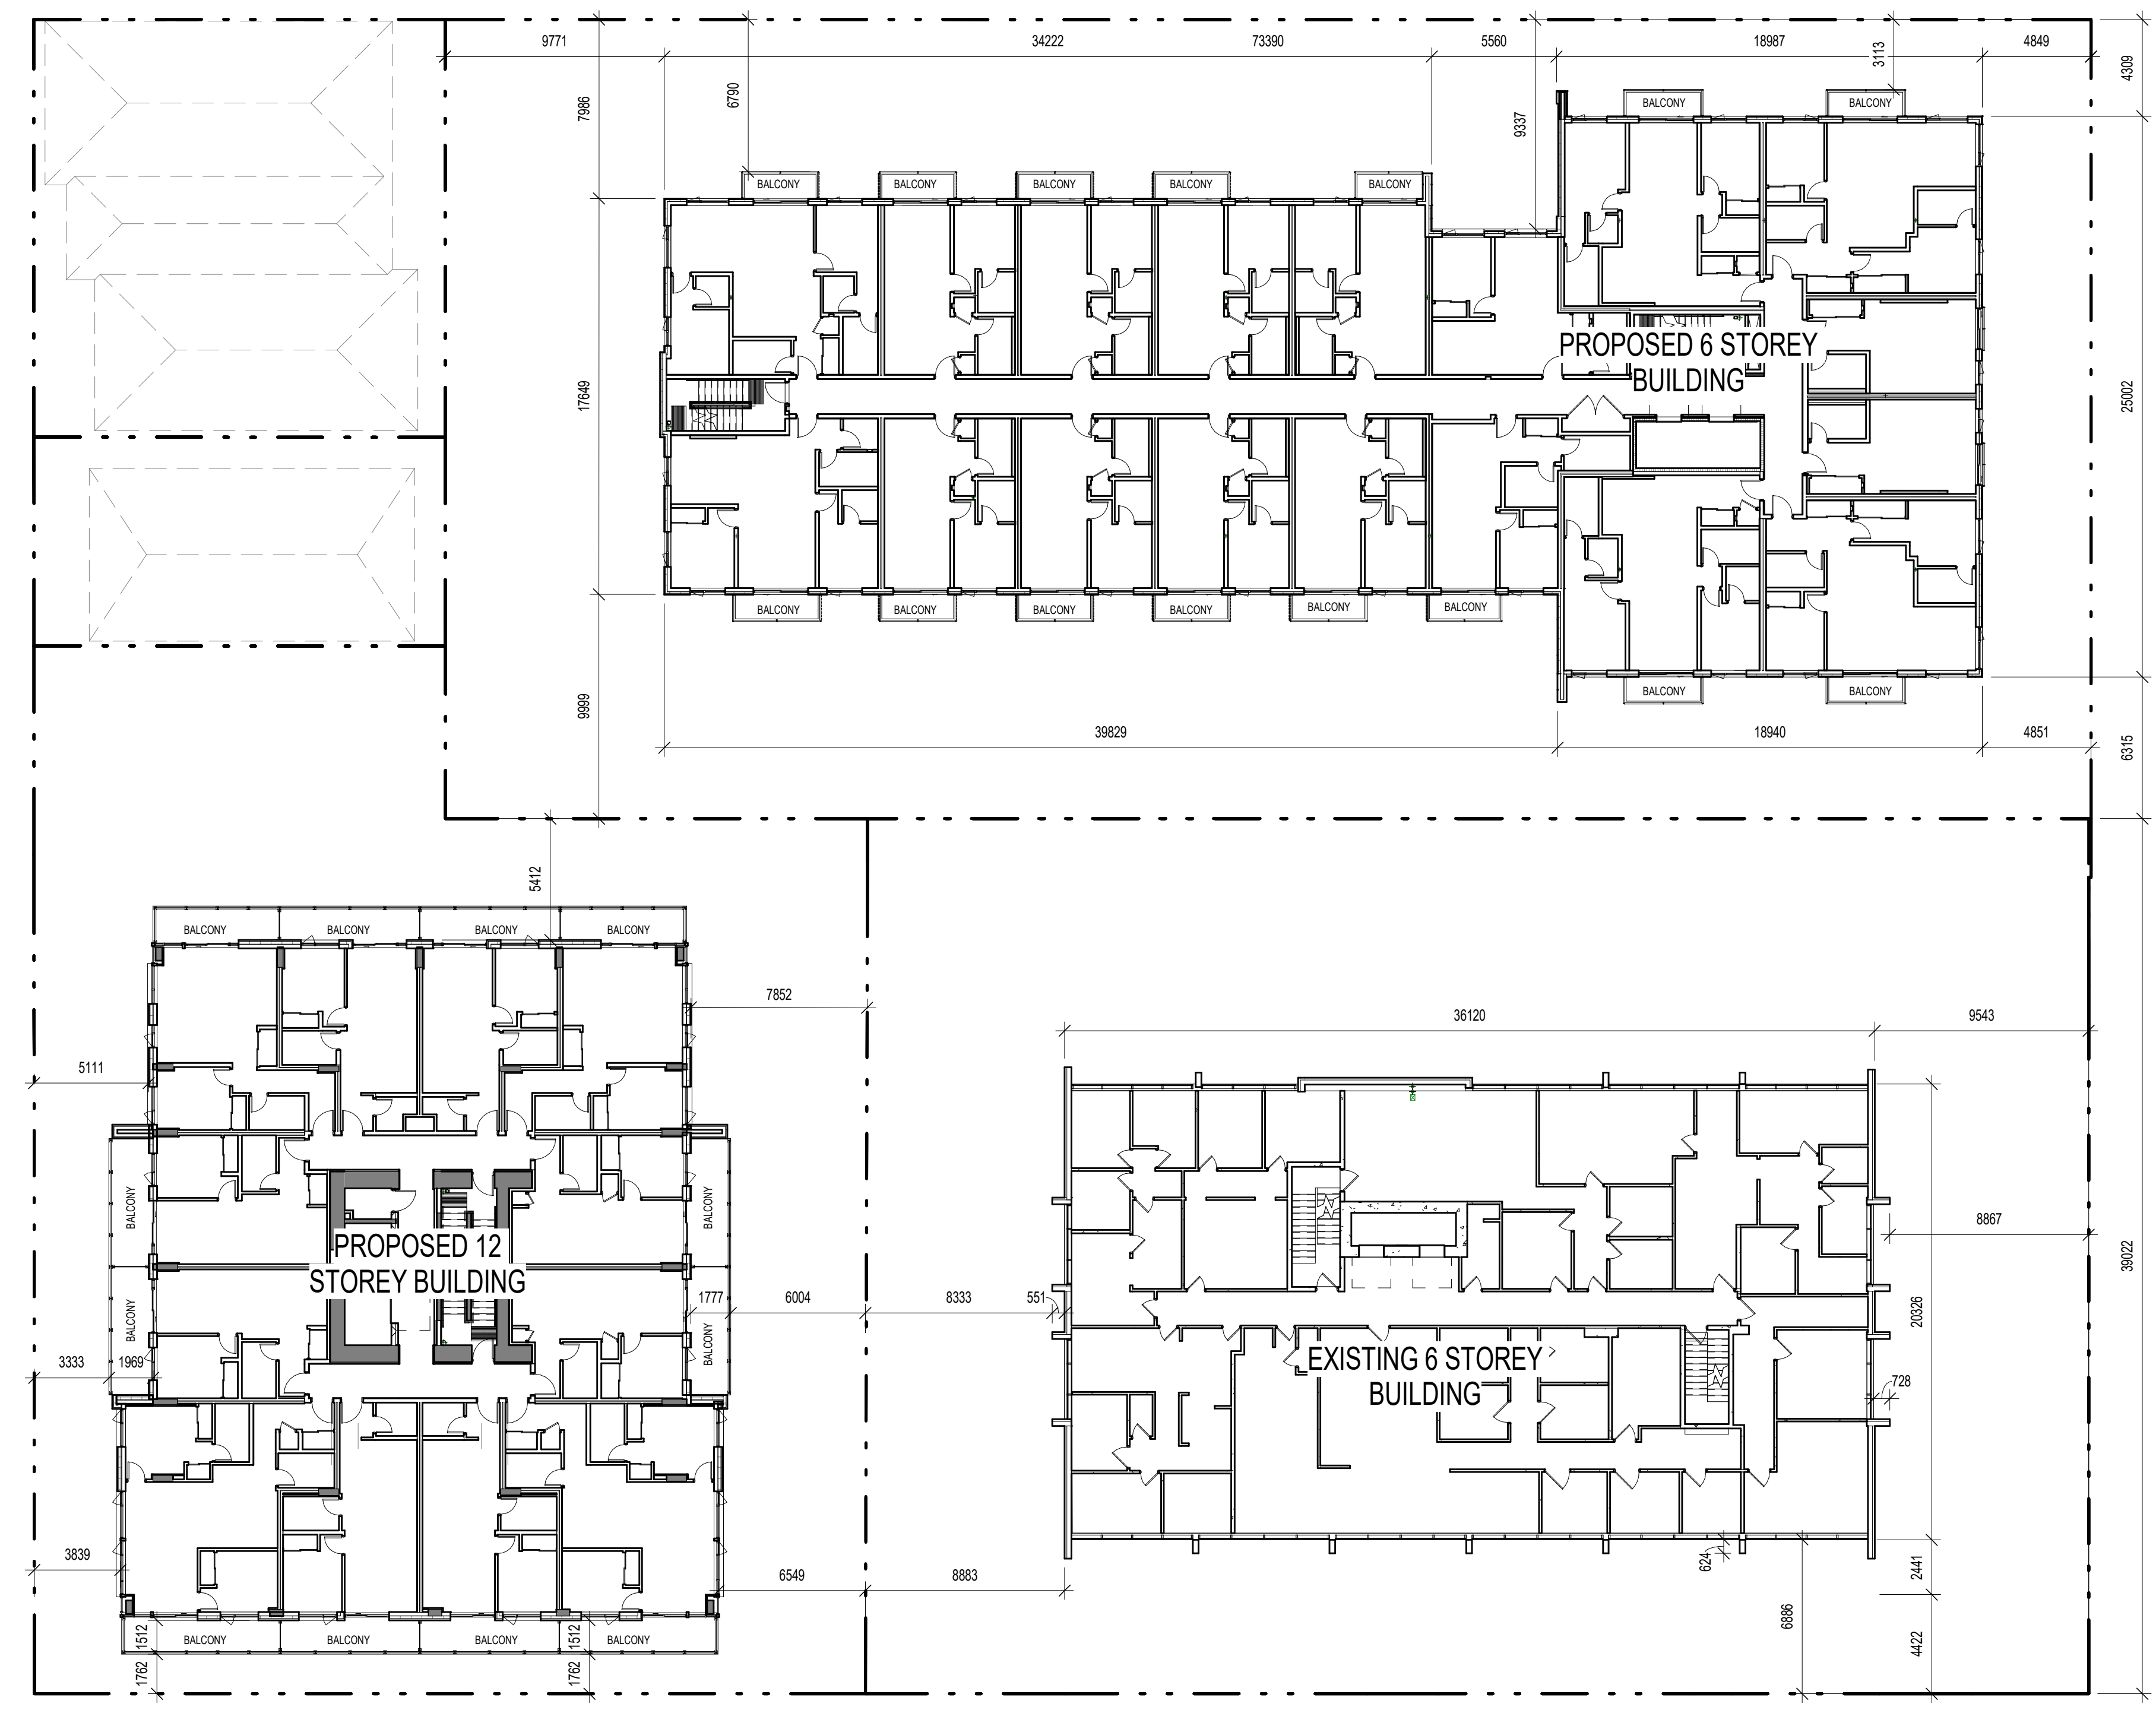 9771
34222
73390
5560
18987
3113
4849
4309
7986
6790
9337
BALCONY
BALCONY
BALCONY
BALCONY
BALCONY
BALCONY
BALCONY
PROPOSED 6 STOREY
BUILDING
17649
25002
BALCONY
BALCONY
BALCONY
BALCONY
BALCONY
BALCONY
BALCONY
BALCONY
9999
39829
18940
4851
6315
5412
BALCONY
BALCONY
BALCONY
BALCONY
7852
5111
BALCONY
BALCONY
PROPOSED 12
STOREY BUILDING
BALCONY
BALCONY
1777
6004
3333
1969
3839
6549
1512
1512
BALCONY
BALCONY
BALCONY
BALCONY
1762
1762
36120
9543
8867
39022
8333
551
20326
EXISTING 6 STOREY
BUILDING
728
8883
624
2441
6886
4422